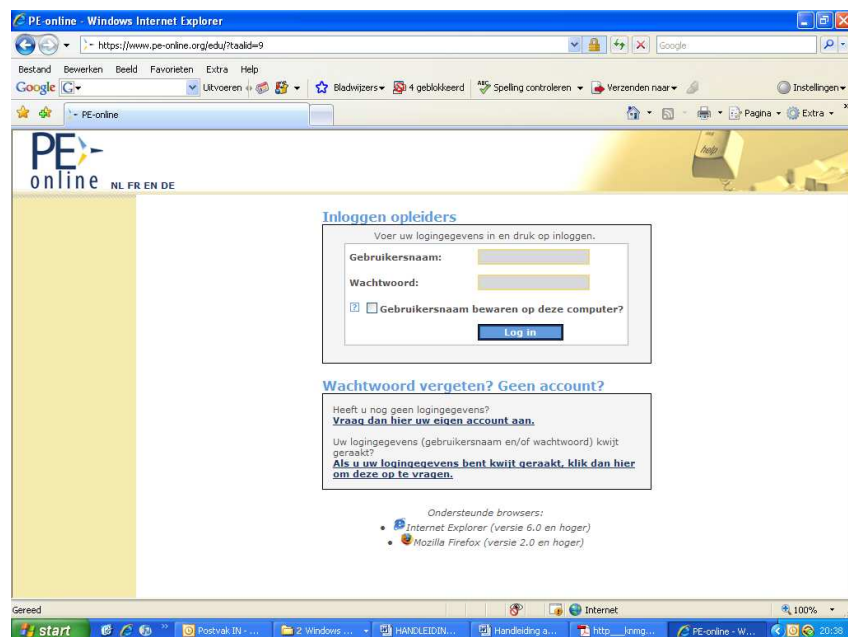 PE-online - Windows Internet Explorer
https://www.pe-online.org/edu/?taalid=9
Google
Bestand Bewerken Beeld Favorieten Extra Help
Google G Uitvoeren Bladwijzers 4 geblokkeerd Spelling controleren Verzenden naar Instellingen
PE-online
Pagina Extra
PE
online NL FR EN DE
help
Inloggen opleiders
Voer uw logingegevens in en druk op inloggen.
Gebruikersnaam:
Wachtwoord:
? Gebruikersnaam bewaren op deze computer?
Log in
Wachtwoord vergeten? Geen account?
Heeft u nog geen logingegevens?
Vraag dan hier uw eigen account aan.
Uw logingegevens (gebruikersnaam en/of wachtwoord) kwijt
geraakt?
Als u uw logingegevens bent kwijt geraakt, klik dan hier
om deze op te vragen.
Ondersteunde browsers:
Internet Explorer (versie 6.0 en hoger)
Mozilla Firefox (versie 2.0 en hoger)
Gereed Internet 100%
start Postvak IN - ... 2 Windows ... HANDLEIDIN... Handleiding a... http___knmg... PE-online - W... 20:38